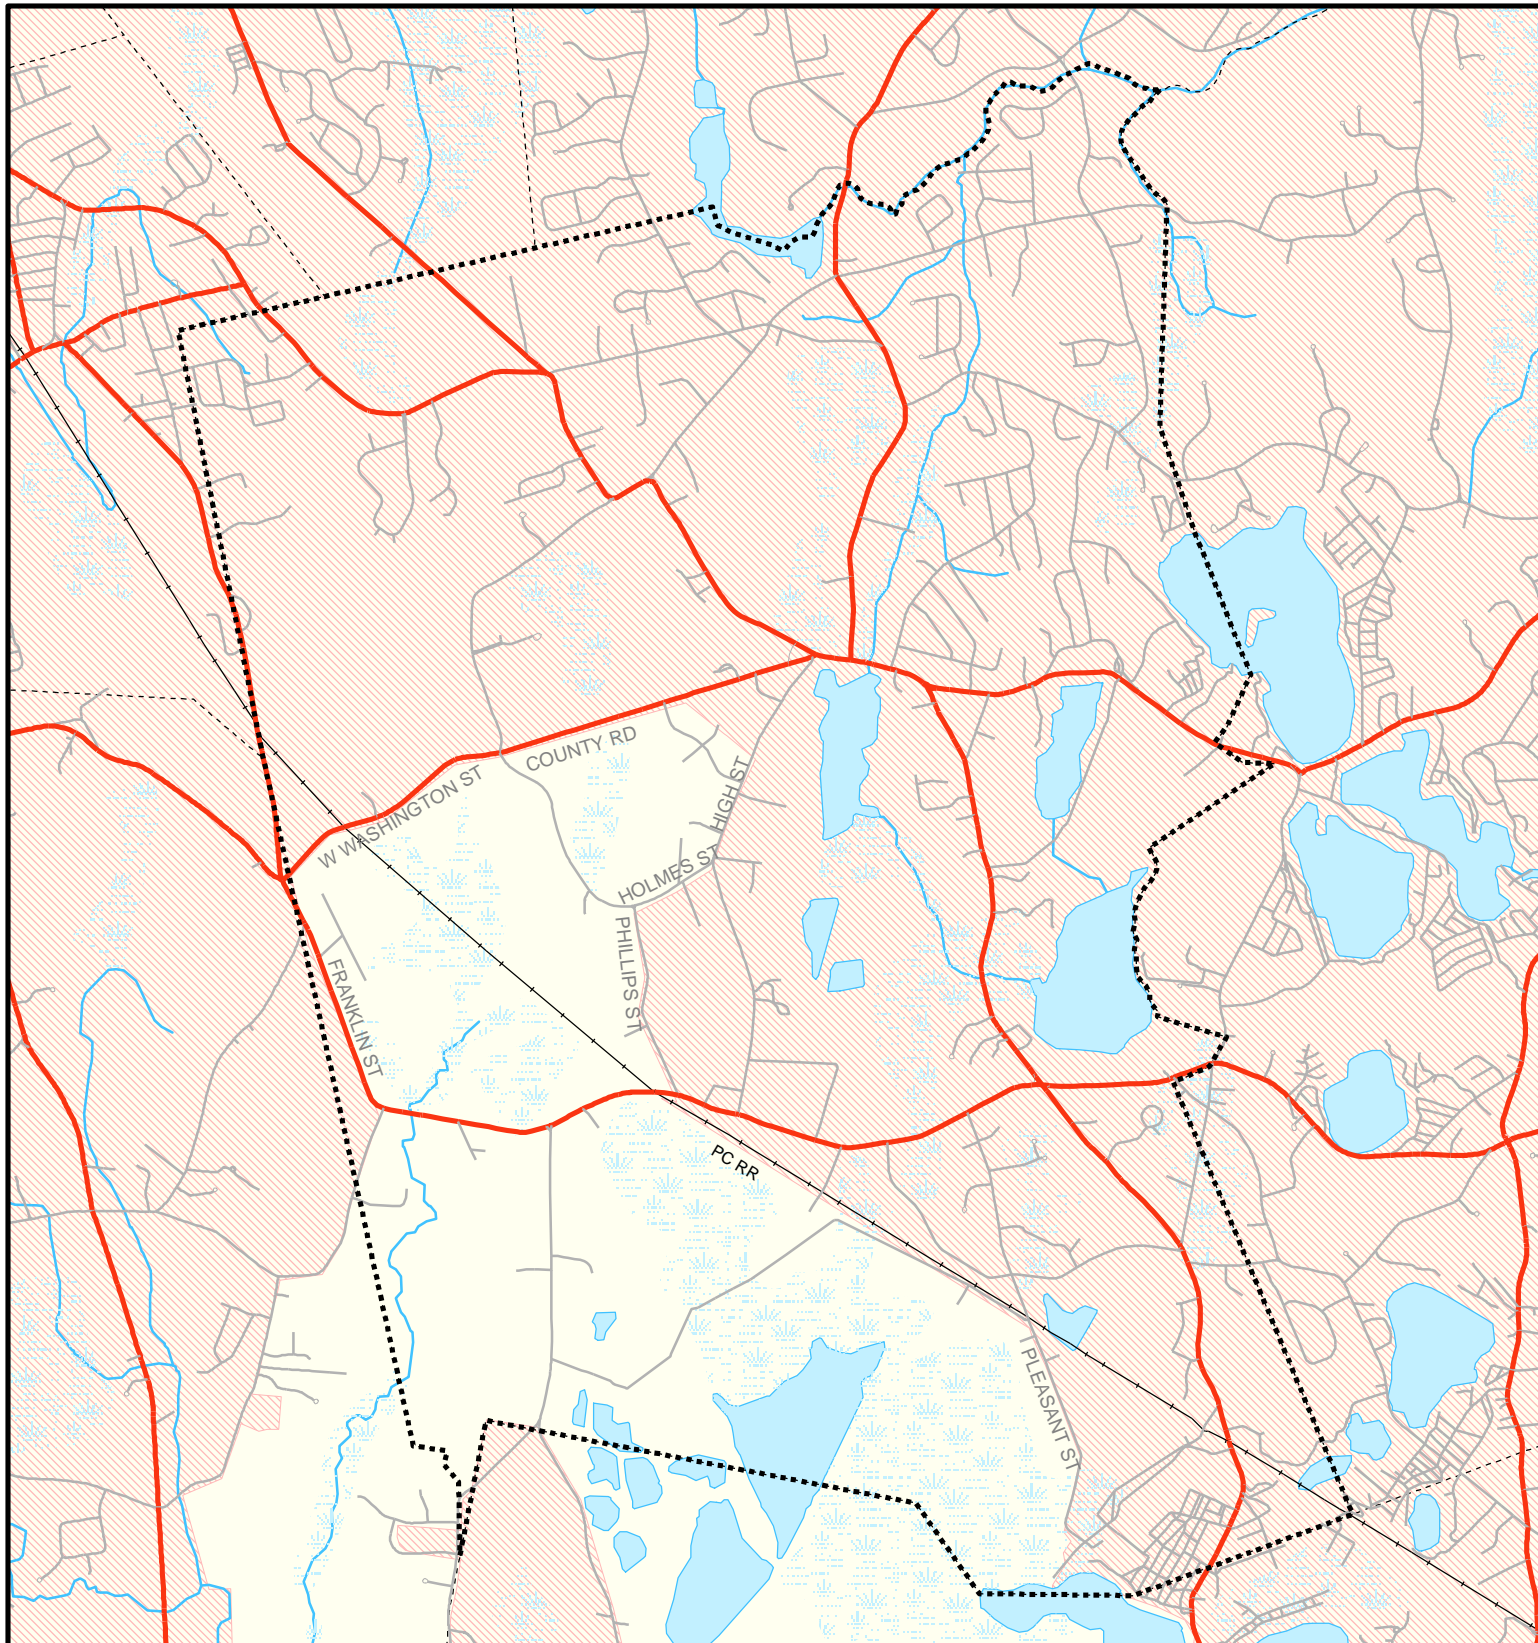 COUNTY RD
W WASHINGTON ST
HIGH ST
HOLMES ST
PHILLIPS ST
FRANKLIN ST
PC RR
PLEASANT ST